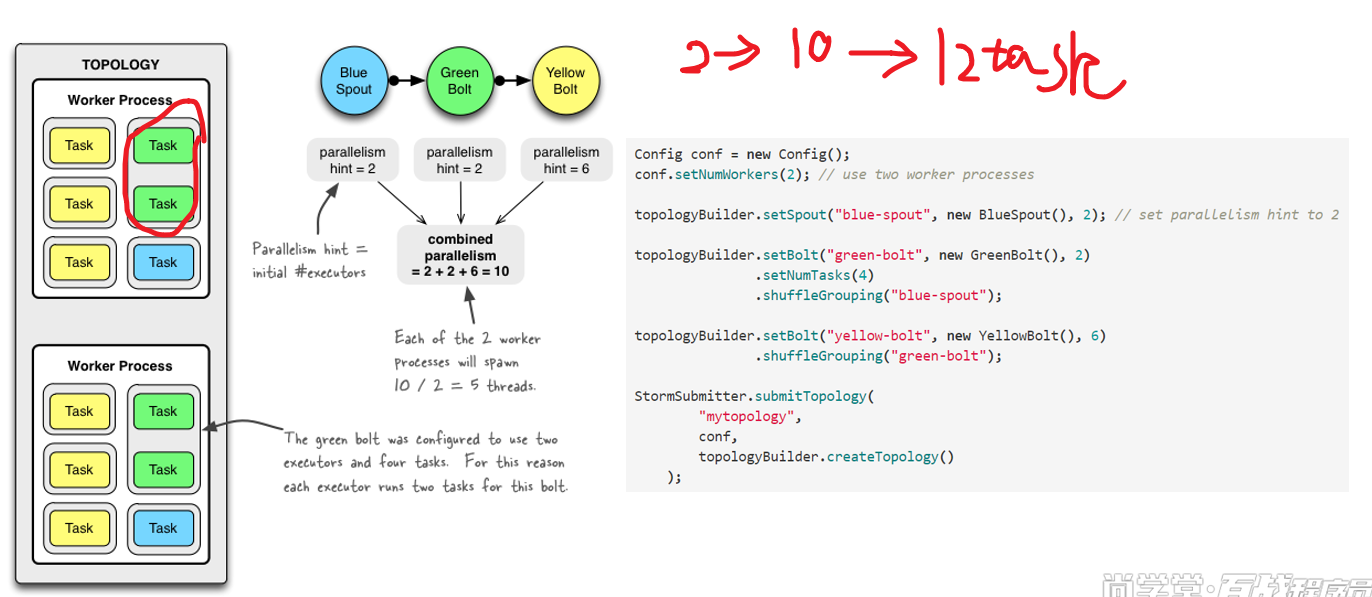 2 → 10 → 12 task
TOPOLOGY
Worker Process
Task
Task
Task
Task
Task
Task
Worker Process
Task
Task
Task
Task
Task
Task
Blue
Spout
Green
Bolt
Yellow
Bolt
parallelism
hint = 2
parallelism
hint = 2
parallelism
hint = 6
Parallelism hint =
initial #executors
combined
parallelism
= 2 + 2 + 6 = 10
Each of the 2 worker
processes will spawn
10 / 2 = 5 threads.
The green bolt was configured to use two
executors and four tasks. For this reason
each executor runs two tasks for this bolt.
Config conf = new Config();
conf.setNumWorkers(2); // use two worker processes
topologyBuilder.setSpout("blue-spout", new BlueSpout(), 2); // set parallelism hint to 2
topologyBuilder.setBolt("green-bolt", new GreenBolt(), 2)
.setNumTasks(4)
.shuffleGrouping("blue-spout");
topologyBuilder.setBolt("yellow-bolt", new YellowBolt(), 6)
.shuffleGrouping("green-bolt");
StormSubmitter.submitTopology(
"mytopology",
conf,
topologyBuilder.createTopology()
);
尚学堂·百战程序员